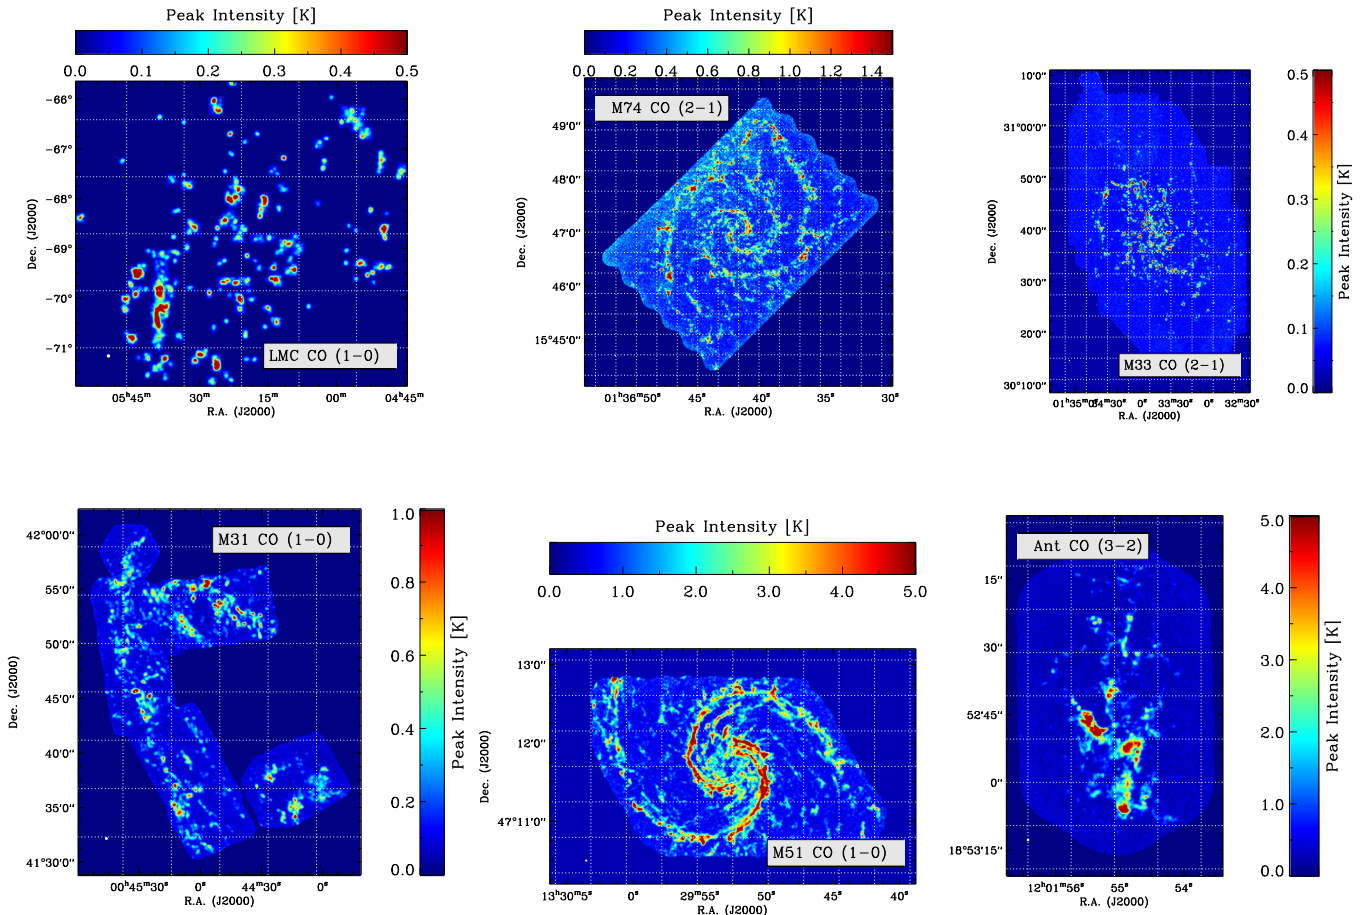 Peak Intensity [K]
0.0 0.1 0.2 0.3 0.4 0.5
−66°
−67°
−68°
−69°
−70°
−71°
Dec. (J2000)
LMC CO (1−0)
05ʰ45ᵐ 30ᵐ 15ᵐ 00ᵐ 04ʰ45ᵐ
R.A. (J2000)
Peak Intensity [K]
0.0 0.2 0.4 0.6 0.8 1.0 1.2 1.4
M74 CO (2−1)
49'0''
48'0''
47'0''
46'0''
15°45'0''
Dec. (J2000)
01ʰ36ᵐ50ˢ 45ˢ 40ˢ 35ˢ 30ˢ
R.A. (J2000)
10'0''
31°00'0''
50'0''
40'0''
30'0''
20'0''
30°10'0''
Dec. (J2000)
M33 CO (2−1)
01ʰ35ᵐ0ˢ 34ᵐ30ˢ 0ˢ 33ᵐ30ˢ 0ˢ 32ᵐ30ˢ
R.A. (J2000)
0.5
0.4
0.3
0.2
0.1
0.0
Peak Intensity [K]
M31 CO (1−0)
42°00'0''
55'0''
50'0''
45'0''
40'0''
35'0''
41°30'0''
Dec. (J2000)
00ʰ45ᵐ30ˢ 0ˢ 44ᵐ30ˢ 0ˢ
R.A. (J2000)
1.0
0.8
0.6
0.4
0.2
0.0
Peak Intensity [K]
Peak Intensity [K]
0.0 1.0 2.0 3.0 4.0 5.0
13'0''
12'0''
47°11'0''
Dec. (J2000)
M51 CO (1−0)
13ʰ30ᵐ5ˢ 0ˢ 29ᵐ55ˢ 50ˢ 45ˢ 40ˢ
R.A. (J2000)
Ant CO (3−2)
15''
30''
52'45''
0''
18°53'15''
12ʰ01ᵐ56ˢ 55ˢ 54ˢ
R.A. (J2000)
5.0
4.0
3.0
2.0
1.0
0.0
Peak Intensity [K]